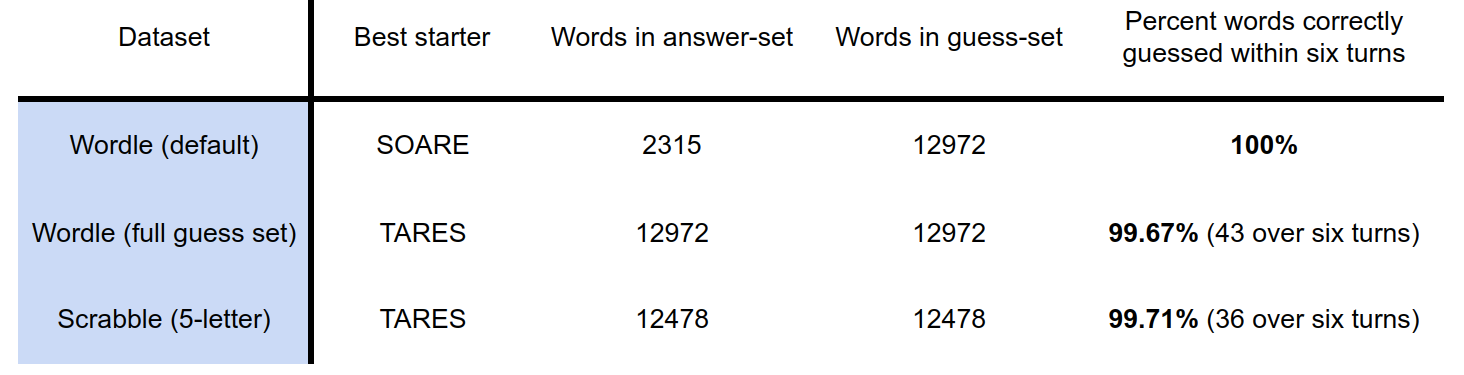 Dataset Best starter Words in answer-set Words in guess-set Percent words correctly
guessed within six turns
Wordle (default) SOARE 2315 12972 100%
Wordle (full guess set) TARES 12972 12972 99.67% (43 over six turns)
Scrabble (5-letter) TARES 12478 12478 99.71% (36 over six turns)